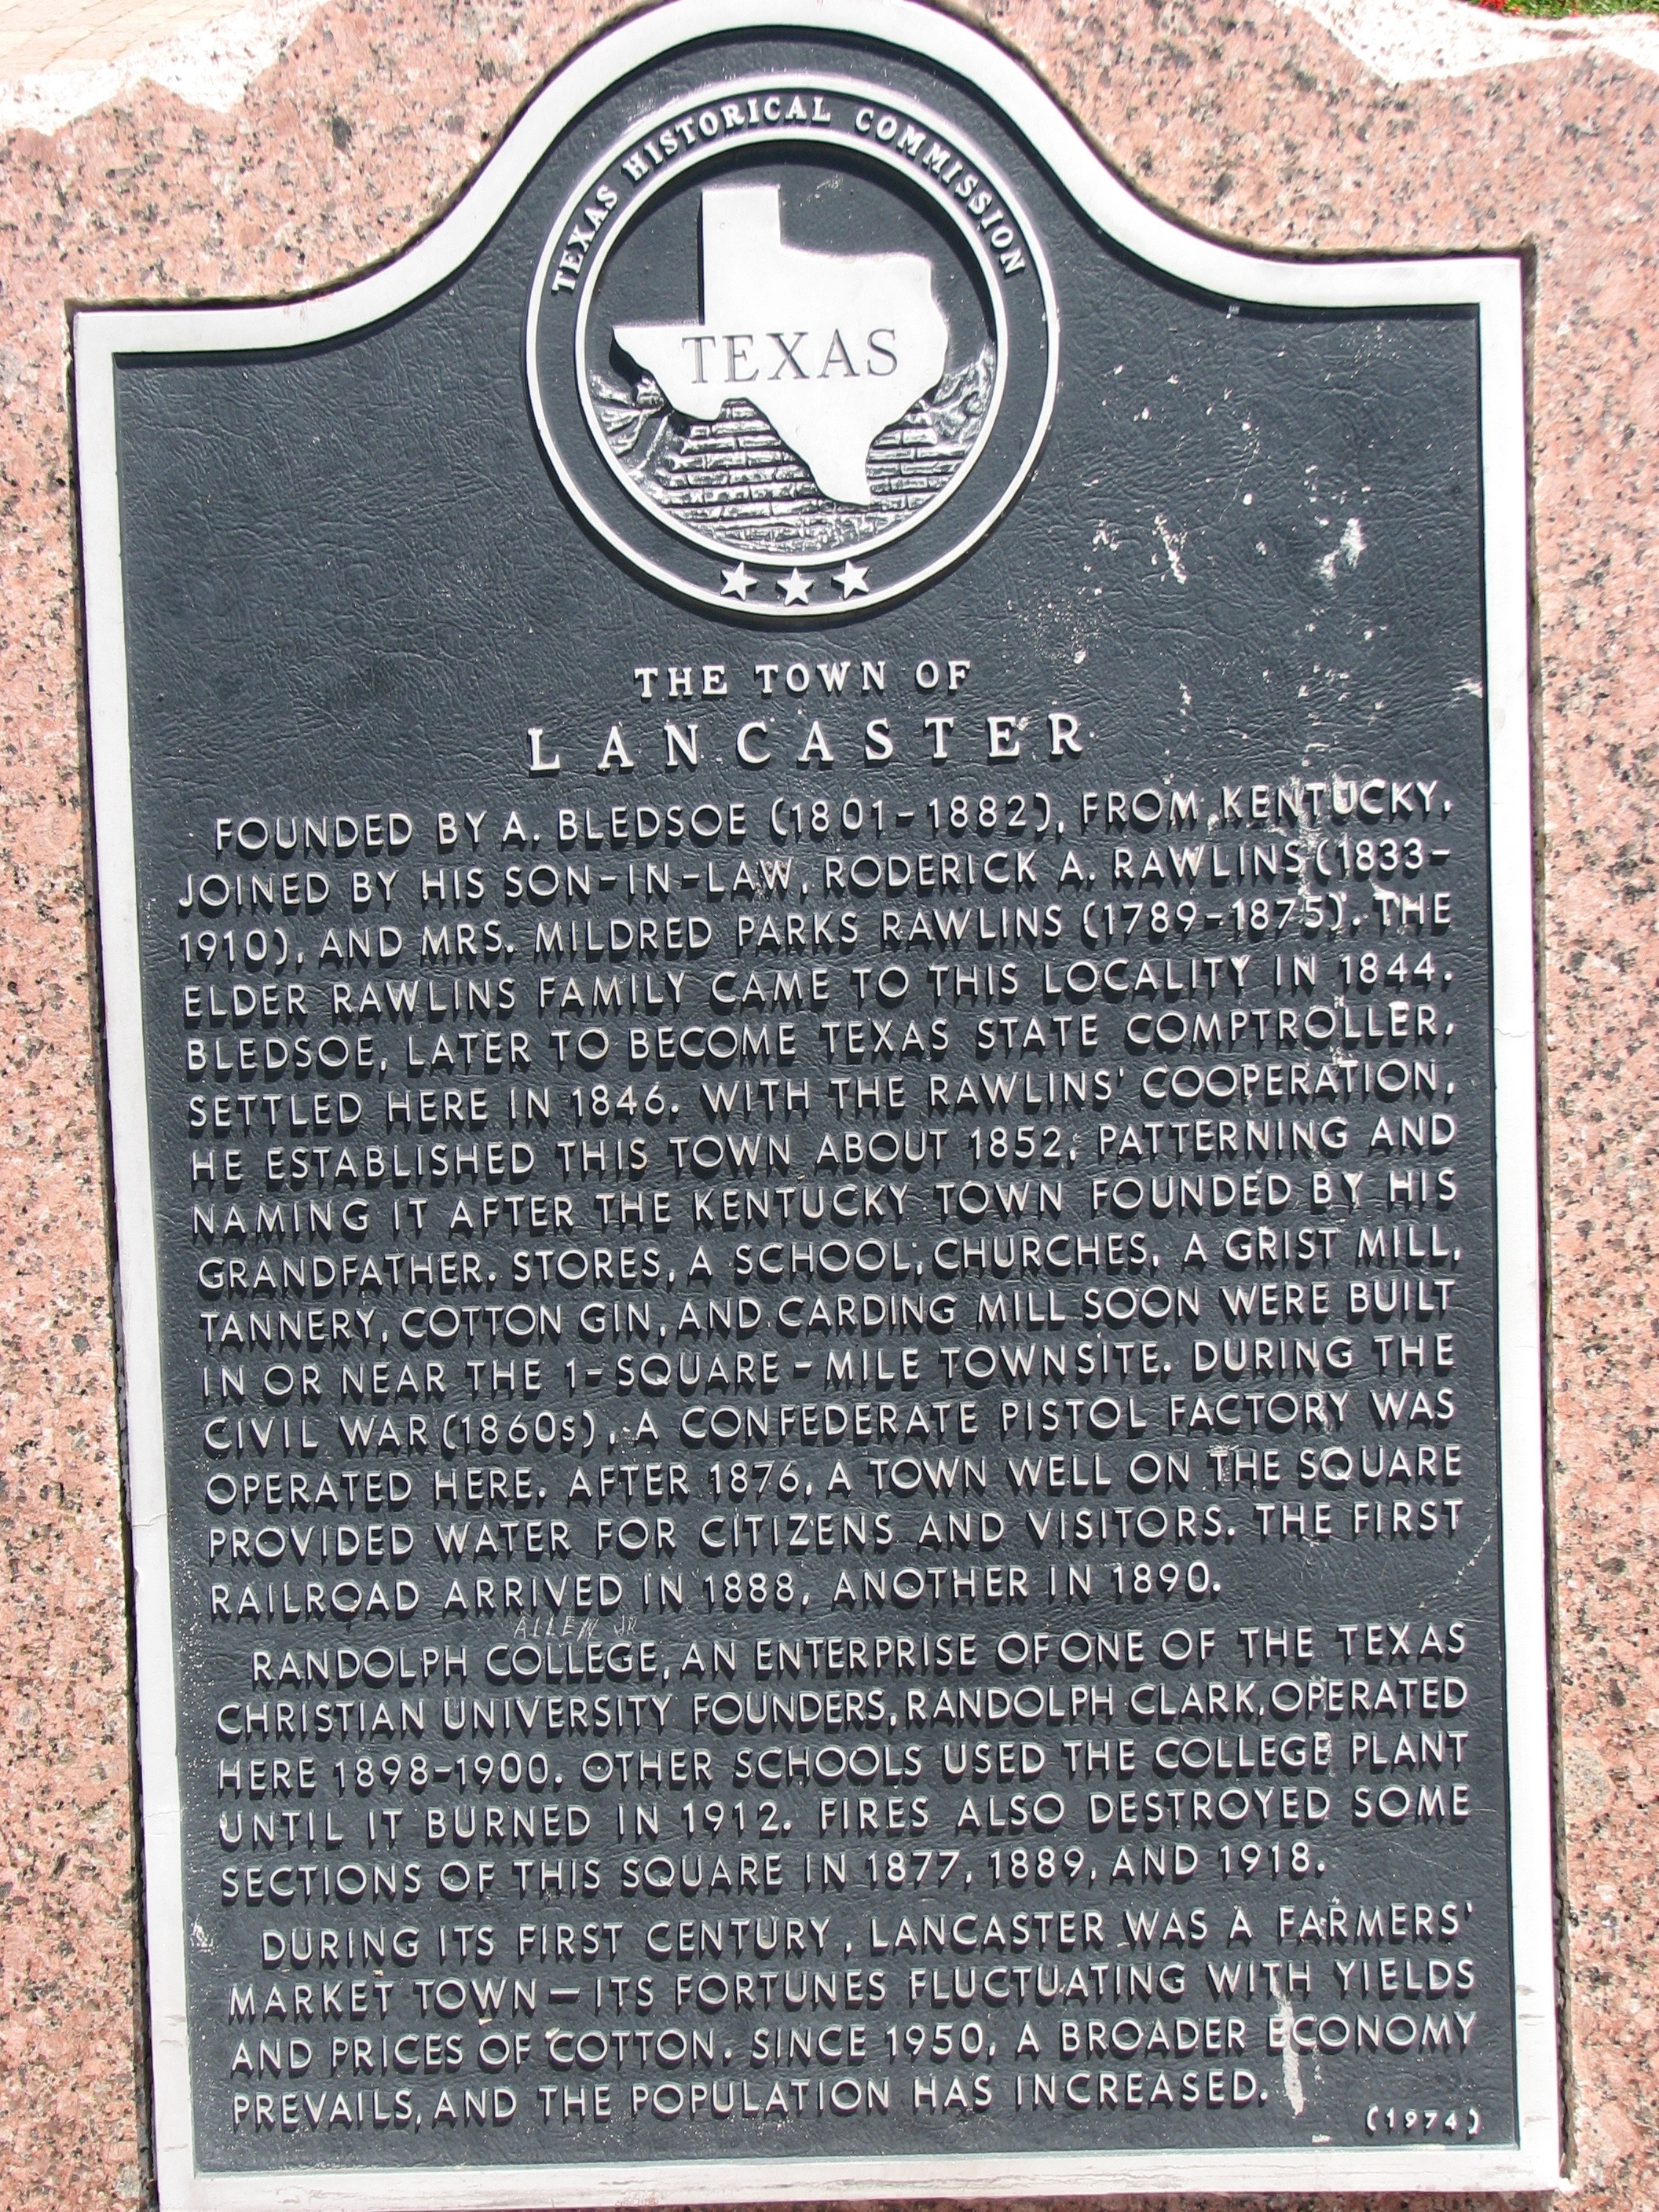 TEXAS HISTORICAL COMMISSION
TEXAS
THE TOWN OF
LANCASTER
FOUNDED BY A. BLEDSOE (1801-1882), FROM KENTUCKY,
JOINED BY HIS SON-IN-LAW, RODERICK A. RAWLINS (1833-
1910), AND MRS. MILDRED PARKS RAWLINS (1789-1875). THE
ELDER RAWLINS FAMILY CAME TO THIS LOCALITY IN 1844.
BLEDSOE, LATER TO BECOME TEXAS STATE COMPTROLLER,
SETTLED HERE IN 1846. WITH THE RAWLINS' COOPERATION,
HE ESTABLISHED THIS TOWN ABOUT 1852, PATTERNING AND
NAMING IT AFTER THE KENTUCKY TOWN FOUNDED BY HIS
GRANDFATHER. STORES, A SCHOOL, CHURCHES, A GRIST MILL,
TANNERY, COTTON GIN, AND CARDING MILL SOON WERE BUILT
IN OR NEAR THE 1-SQUARE-MILE TOWNSITE. DURING THE
CIVIL WAR (1860s), A CONFEDERATE PISTOL FACTORY WAS
OPERATED HERE. AFTER 1876, A TOWN WELL ON THE SQUARE
PROVIDED WATER FOR CITIZENS AND VISITORS. THE FIRST
RAILROAD ARRIVED IN 1888, ANOTHER IN 1890.
ALLEN JR
RANDOLPH COLLEGE, AN ENTERPRISE OF ONE OF THE TEXAS
CHRISTIAN UNIVERSITY FOUNDERS, RANDOLPH CLARK, OPERATED
HERE 1898-1900. OTHER SCHOOLS USED THE COLLEGE PLANT
UNTIL IT BURNED IN 1912. FIRES ALSO DESTROYED SOME
SECTIONS OF THIS SQUARE IN 1877, 1889, AND 1918.
DURING ITS FIRST CENTURY, LANCASTER WAS A FARMERS'
MARKET TOWN — ITS FORTUNES FLUCTUATING WITH YIELDS
AND PRICES OF COTTON. SINCE 1950, A BROADER ECONOMY
PREVAILS, AND THE POPULATION HAS INCREASED.
(1974)